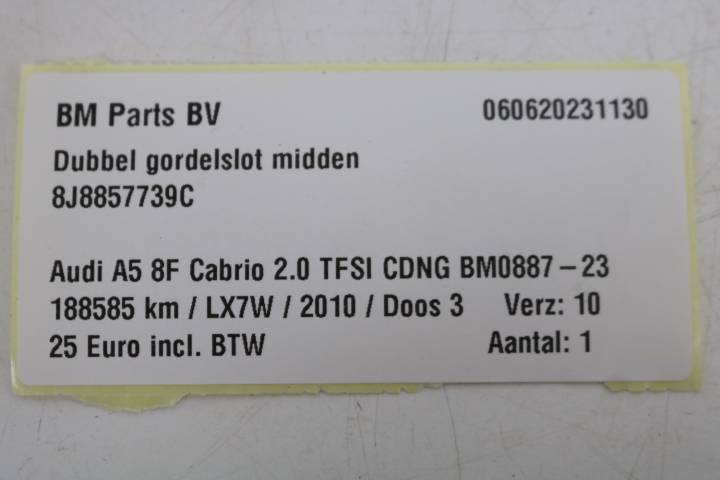 BM Parts BV 060620231130
Dubbel gordelslot midden
8J8857739C
Audi A5 8F Cabrio 2.0 TFSI CDNG BM0887-23
188585 km / LX7W / 2010 / Doos 3 Verz: 10
25 Euro incl. BTW Aantal: 1